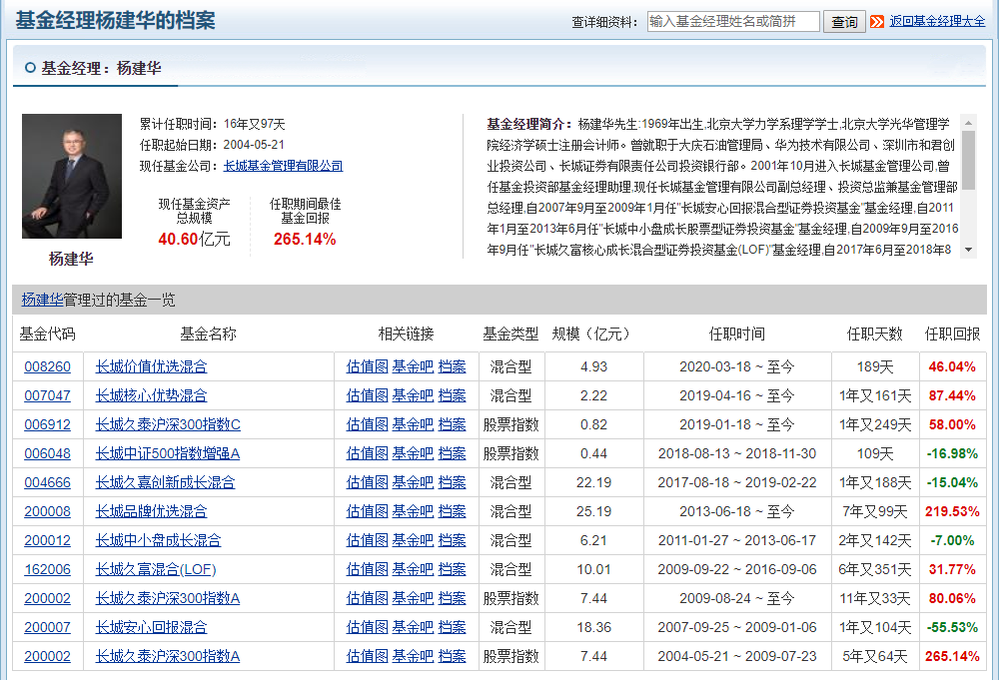 基金经理杨建华的档案
查详细资料： 输入基金经理姓名或简拼 查询 返回基金经理大全
基金经理：杨建华
累计任职时间：16年又97天
任职起始日期：2004-05-21
现任基金公司：长城基金管理有限公司
现任基金资产 任职期间最佳
总规模 基金回报
40.60亿元 265.14%
杨建华
基金经理简介：杨建华先生:1969年出生,北京大学力学系理学学士,北京大学光华管理学
院经济学硕士注册会计师。曾就职于大庆石油管理局、华为技术有限公司、深圳市和君创
业投资公司、长城证券有限责任公司投资银行部。2001年10月进入长城基金管理公司,曾
任基金投资部基金经理助理,现任长城基金管理有限公司副总经理、投资总监兼基金管理部
总经理,自2007年9月至2009年1月任"长城安心回报混合型证券投资基金"基金经理,自2011
年1月至2013年6月任"长城中小盘成长股票型证券投资基金"基金经理,自2009年9月至2016
年9月任"长城久富核心成长混合型证券投资基金(LOF)"基金经理,自2017年6月至2018年8
杨建华管理过的基金一览
基金代码 基金名称 相关链接 基金类型 规模（亿元） 任职时间 任职天数 任职回报
008260 长城价值优选混合 估值图 基金吧 档案 混合型 4.93 2020-03-18 ~ 至今 189天 46.04%
007047 长城核心优势混合 估值图 基金吧 档案 混合型 2.22 2019-04-16 ~ 至今 1年又161天 87.44%
006912 长城久泰沪深300指数C 估值图 基金吧 档案 股票指数 0.82 2019-01-18 ~ 至今 1年又249天 58.00%
006048 长城中证500指数增强A 估值图 基金吧 档案 股票指数 0.44 2018-08-13 ~ 2018-11-30 109天 -16.98%
004666 长城久嘉创新成长混合 估值图 基金吧 档案 混合型 22.19 2017-08-18 ~ 2019-02-22 1年又188天 -15.04%
200008 长城品牌优选混合 估值图 基金吧 档案 混合型 25.19 2013-06-18 ~ 至今 7年又99天 219.53%
200012 长城中小盘成长混合 估值图 基金吧 档案 混合型 6.21 2011-01-27 ~ 2013-06-17 2年又142天 -7.00%
162006 长城久富混合(LOF) 估值图 基金吧 档案 混合型 10.01 2009-09-22 ~ 2016-09-06 6年又351天 31.77%
200002 长城久泰沪深300指数A 估值图 基金吧 档案 股票指数 7.44 2009-08-24 ~ 至今 11年又33天 80.06%
200007 长城安心回报混合 估值图 基金吧 档案 混合型 18.36 2007-09-25 ~ 2009-01-06 1年又104天 -55.53%
200002 长城久泰沪深300指数A 估值图 基金吧 档案 股票指数 7.44 2004-05-21 ~ 2009-07-23 5年又64天 265.14%